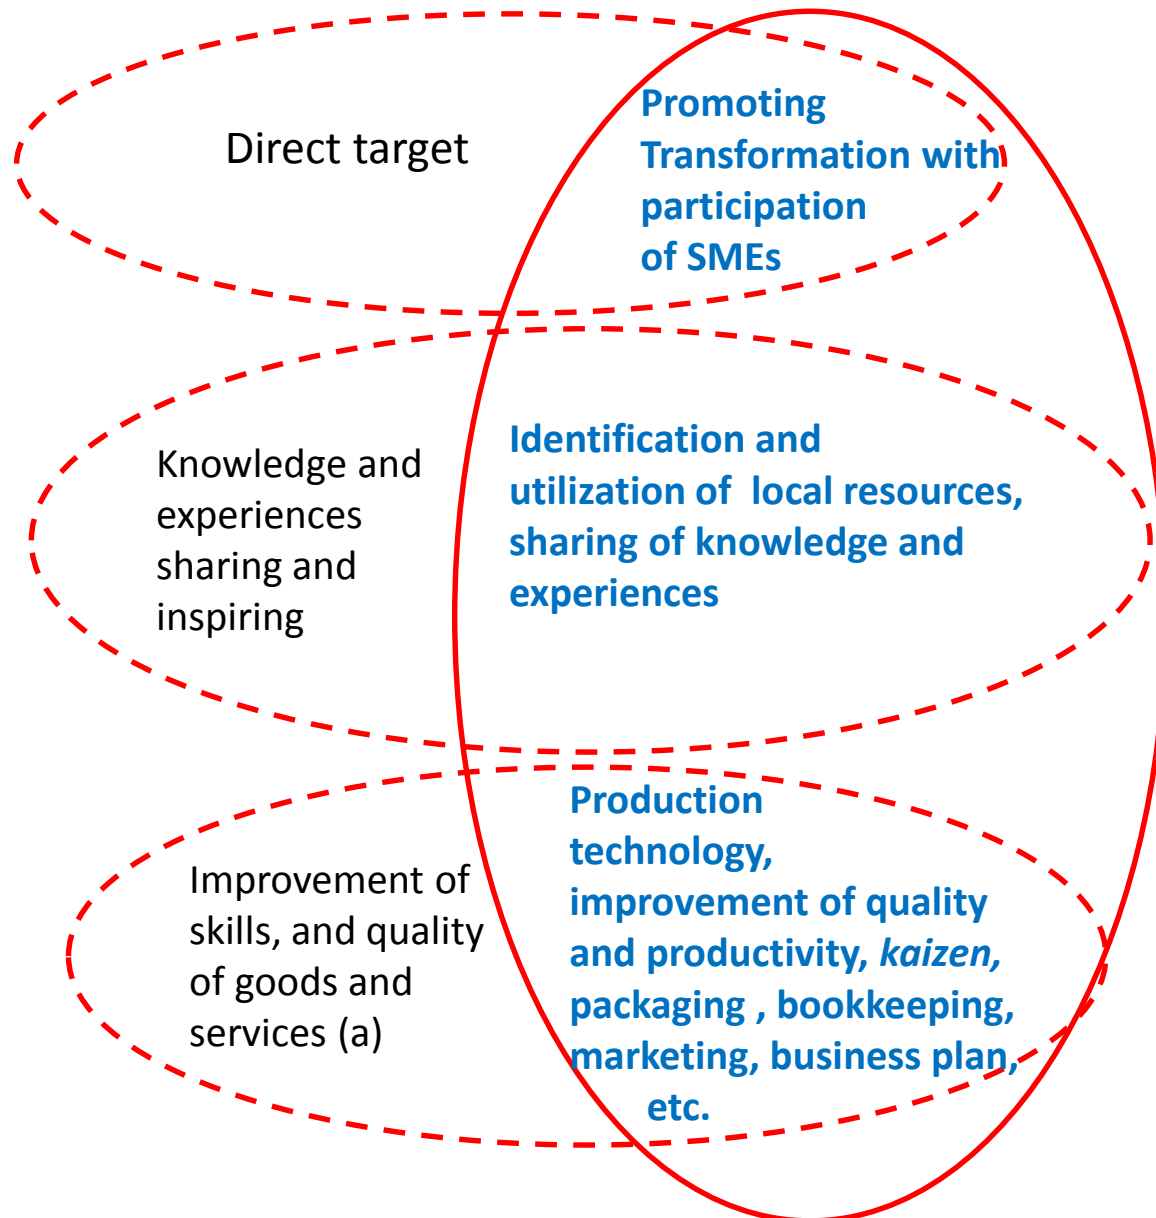 Direct target
Promoting
Transformation with
participation
of SMEs
Knowledge and
experiences
sharing and
inspiring
Identification and
utilization of  local resources,
sharing of knowledge and
experiences
Improvement of
skills, and quality
of goods and
services (a)
Production
technology,
improvement of quality
and productivity, kaizen,
packaging , bookkeeping,
marketing, business plan,
etc.